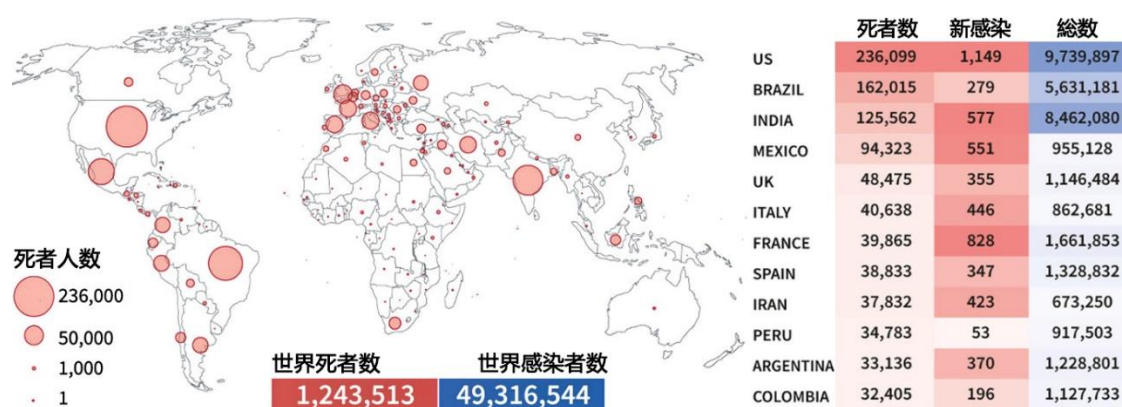 死者数 新感染 総数
US 236,099 1,149 9,739,897
BRAZIL 162,015 279 5,631,181
INDIA 125,562 577 8,462,080
MEXICO 94,323 551 955,128
UK 48,475 355 1,146,484
ITALY 40,638 446 862,681
FRANCE 39,865 828 1,661,853
SPAIN 38,833 347 1,328,832
IRAN 37,832 423 673,250
PERU 34,783 53 917,503
ARGENTINA 33,136 370 1,228,801
COLOMBIA 32,405 196 1,127,733
死者人数
236,000
50,000
1,000
1
世界死者数 世界感染者数
1,243,513 49,316,544